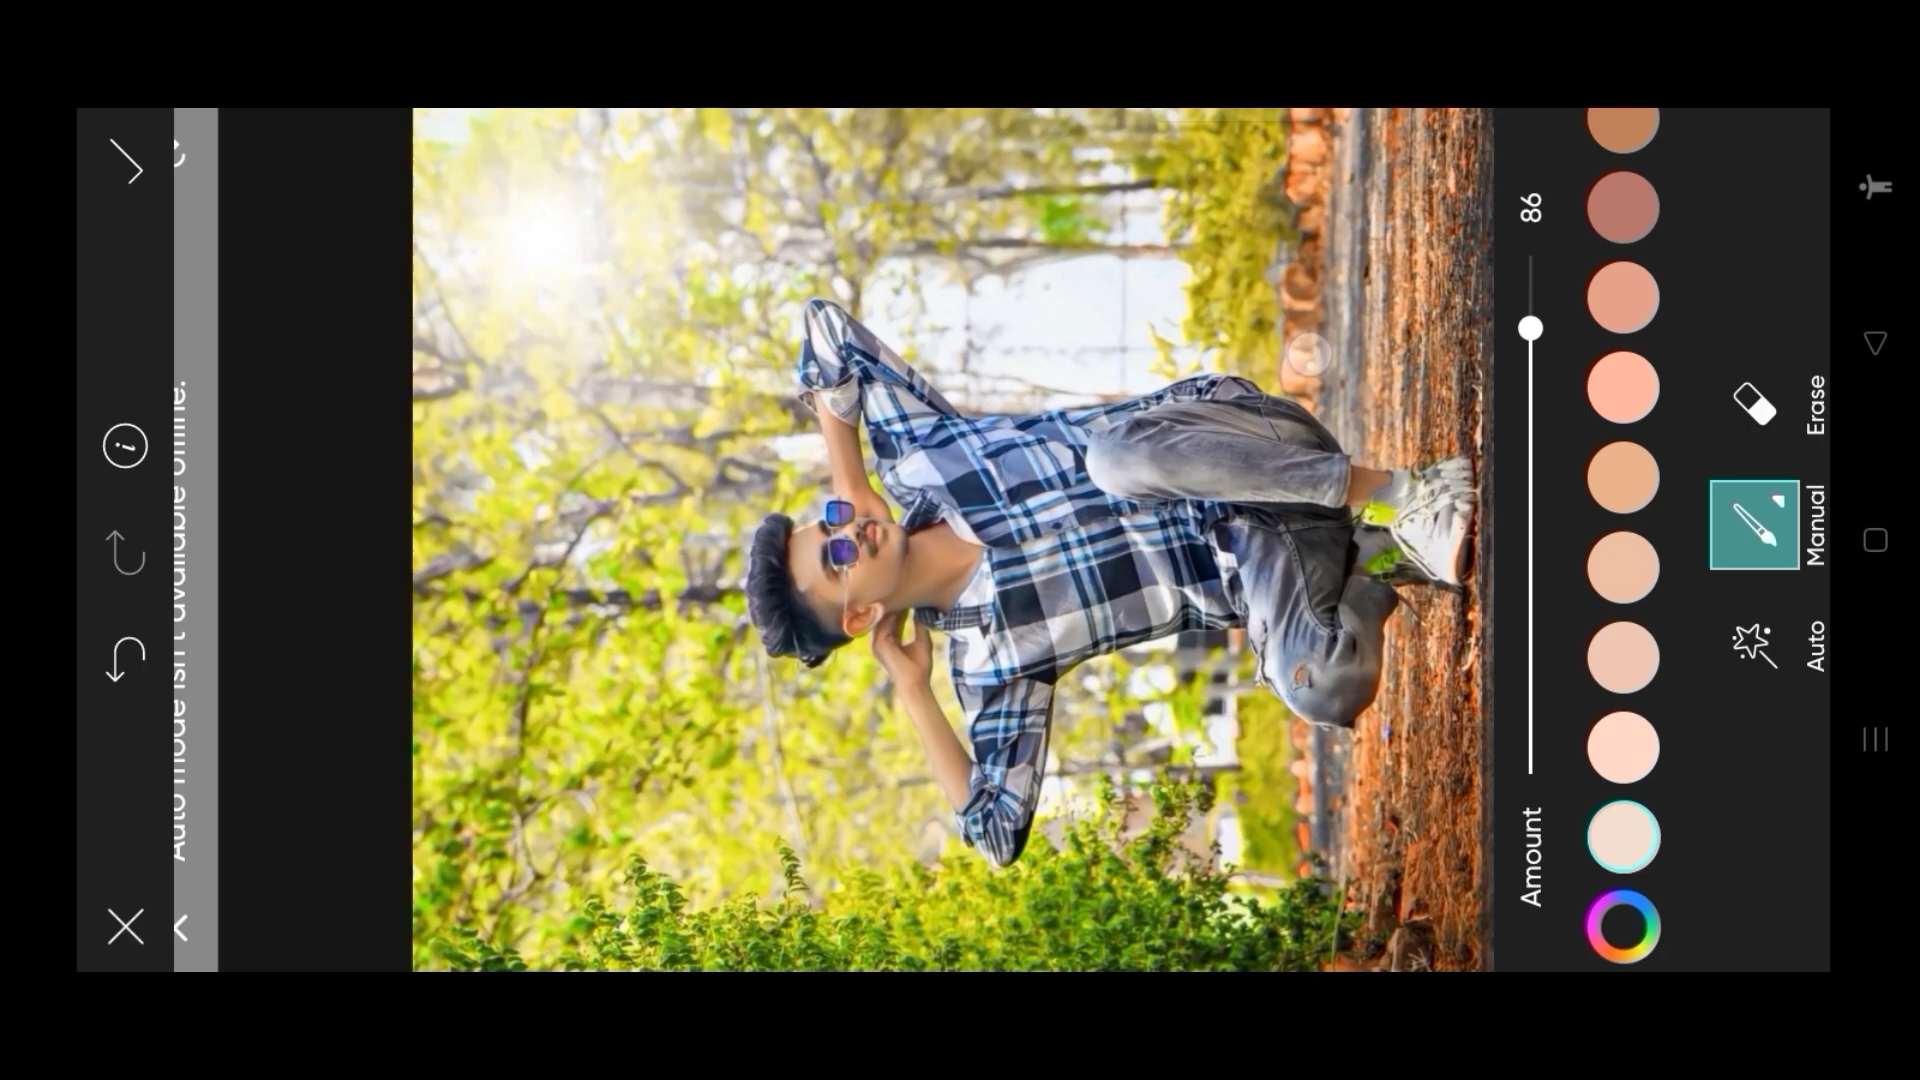 Auto mode isn't available offline.
Amount
86
Auto
Manual
Erase